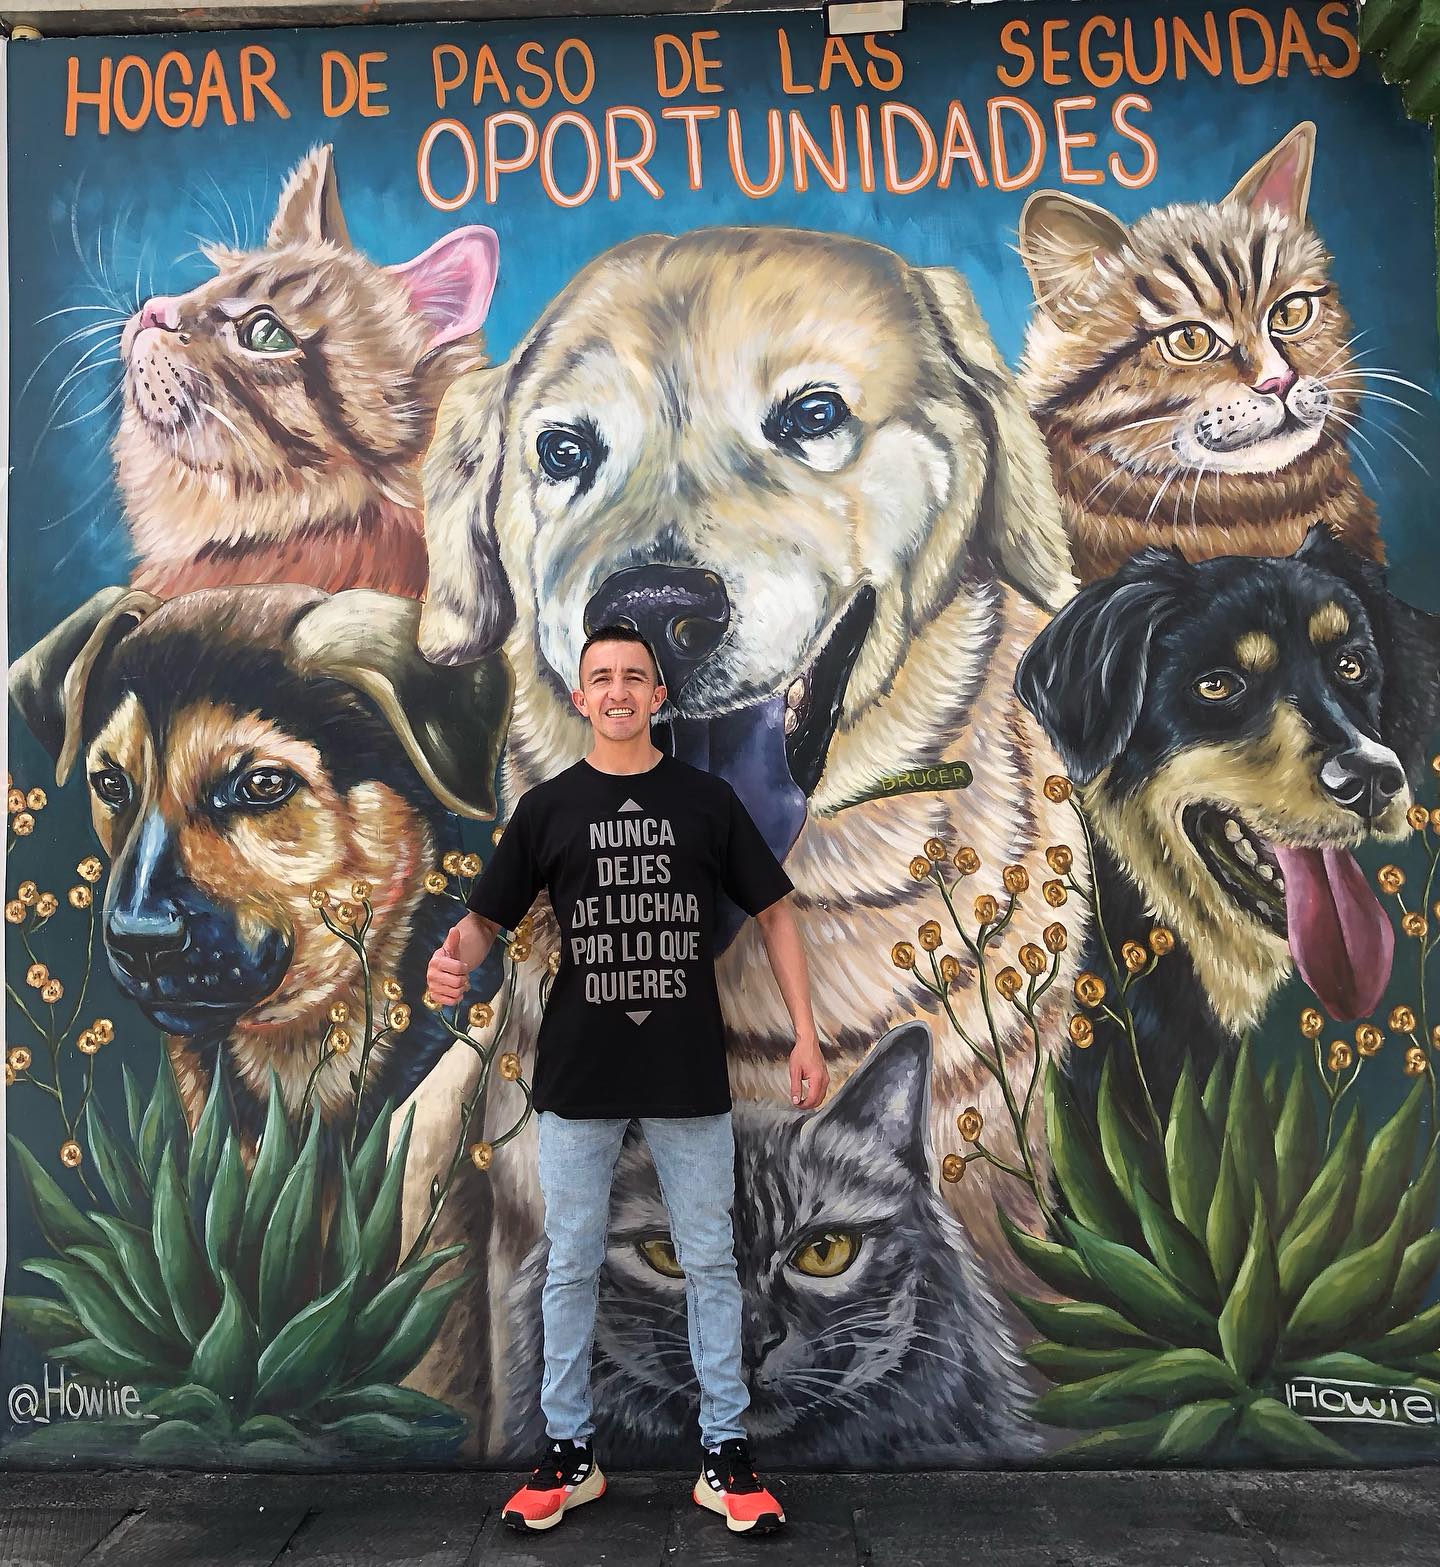 HOGAR DE PASO DE LAS SEGUNDAS
OPORTUNIDADES
BRUCER
NUNCA
DEJES
DE LUCHAR
POR LO QUE
QUIERES
@_Howiie_
Howie